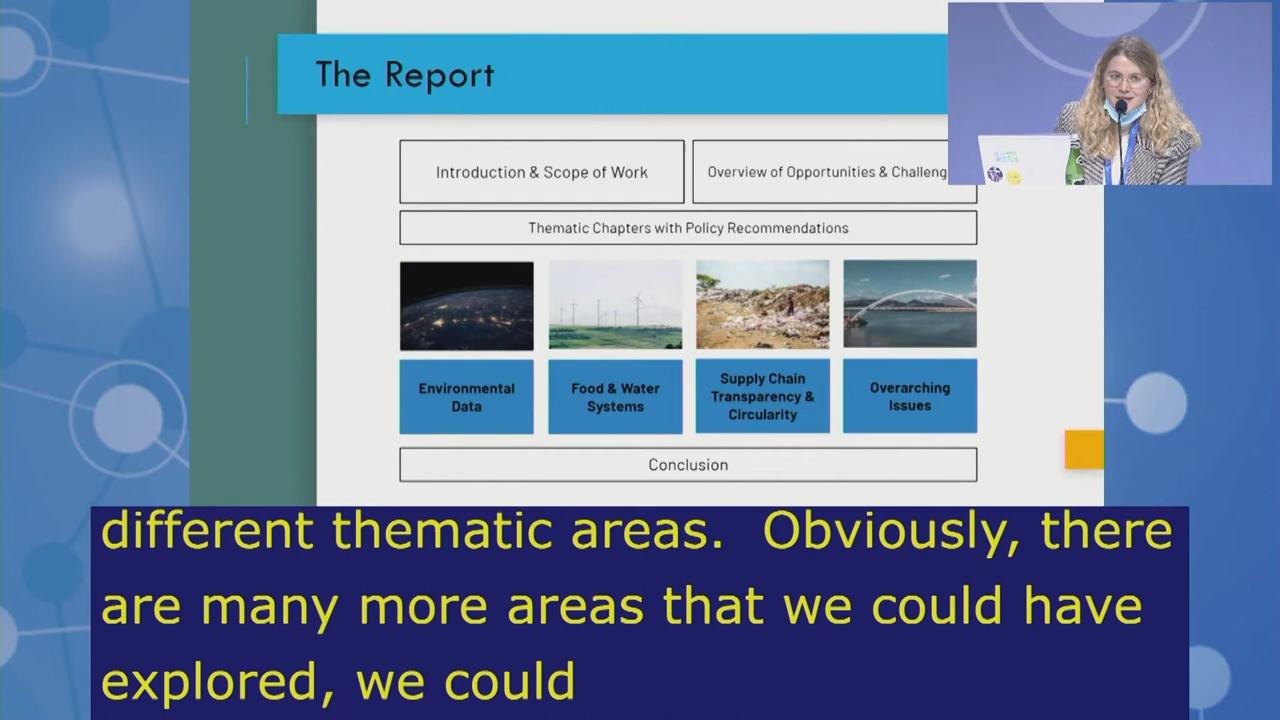 The Report
Introduction & Scope of Work
Overview of Opportunities & Challeng
Thematic Chapters with Policy Recommendations
Environmental
Data
Food & Water
Systems
Supply Chain
Transparency &
Circularity
Overarching
Issues
Conclusion
different thematic areas.  Obviously, there
are many more areas that we could have
explored, we could